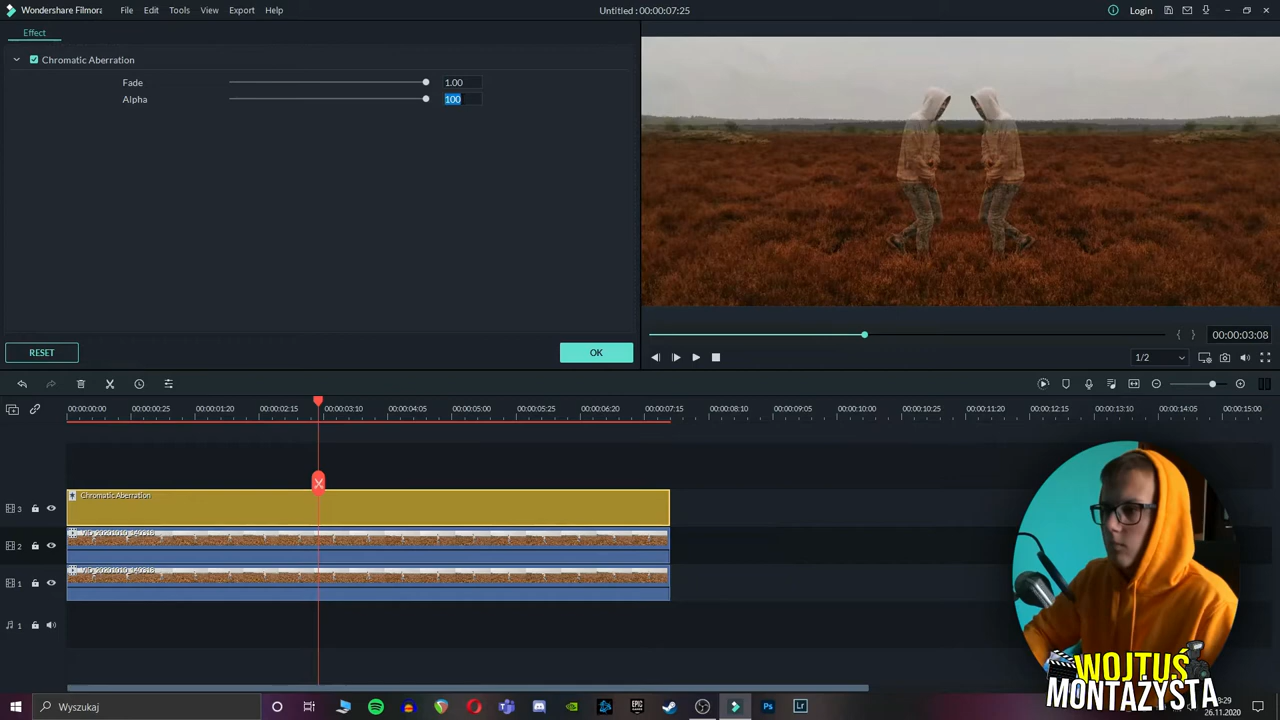 Wondershare Filmora File Edit Tools View Export Help Untitled : 00:00:07:25 Login
Effect
Chromatic Aberration
Fade 1.00
Alpha 100
RESET OK
00:00:03:08
1/2
00:00:00:00 00:00:00:25 00:00:01:20 00:00:02:15 00:00:03:10 00:00:04:05 00:00:05:00 00:00:05:25 00:00:06:20 00:00:07:15 00:00:08:10 00:00:09:05 00:00:10:00 00:00:10:25 00:00:11:20 00:00:12:15 00:00:13:10 00:00:14:05 00:00:15:00
Chromatic Aberration
3
2
1
1
WOJTUŚ
MONTAŻYSTA
Wyszukaj
Lr
Ps
26.11.2020